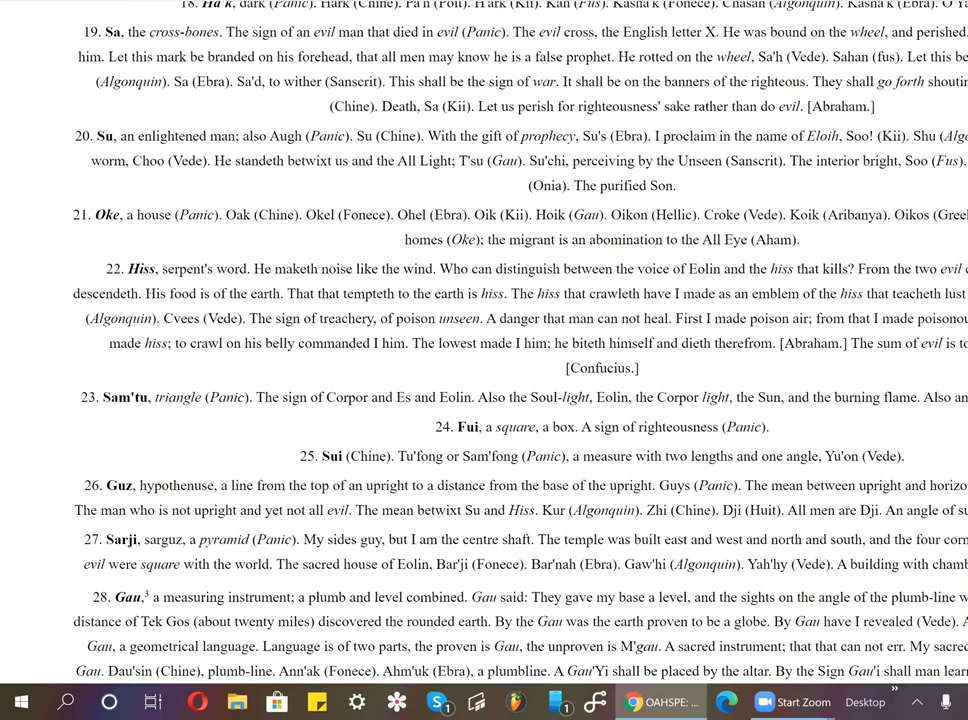 18. Ha'k, dark (Panic). Hark (Chine). Pa'h (Poit). H'ark (Kii). Kan (Fus). Kasha'k (Fonece). Chasah (Algonquin). Kasha'k (Ebra). O
19. Sa, the cross-bones. The sign of an evil man that died in evil (Panic). The evil cross, the English letter X. He was bound on the wheel, and perished.
him. Let this mark be branded on his forehead, that all men may know he is a false prophet. He rotted on the wheel, Sa'h (Vede). Sahan (fus). Let this be
(Algonquin). Sa (Ebra). Sa'd, to wither (Sanscrit). This shall be the sign of war. It shall be on the banners of the righteous. They shall go forth
(Chine). Death, Sa (Kii). Let us perish for righteousness' sake rather than do evil. [Abraham.]
20. Su, an enlightened man; also Augh (Panic). Su (Chine). With the gift of prophecy, Su's (Ebra). I proclaim in the name of Eloih, Soo! (Kii). Shu
worm, Choo (Vede). He standeth betwixt us and the All Light; T'su (Gau). Su'chi, perceiving by the Unseen (Sanscrit). The interior bright, Soo (Fus).
(Onia). The purified Son.
21. Oke, a house (Panic). Oak (Chine). Okel (Fonece). Ohel (Ebra). Oik (Kii). Hoik (Gau). Oikon (Hellic). Croke (Vede). Koik (Aribanya). Oikos
homes (Oke); the migrant is an abomination to the All Eye (Aham).
22. Hiss, serpent's word. He maketh noise like the wind. Who can distinguish between the voice of Eolin and the hiss that kills? From the two evil
descendeth. His food is of the earth. That that tempteth to the earth is hiss. The hiss that crawleth have I made as an emblem of the hiss that teacheth lust
(Algonquin). Cvees (Vede). The sign of treachery, of poison unseen. A danger that man can not heal. First I made poison air; from that I made
made hiss; to crawl on his belly commanded I him. The lowest made I him; he biteth himself and dieth therefrom. [Abraham.] The sum of evil is
[Confucius.]
23. Sam'tu, triangle (Panic). The sign of Corpor and Es and Eolin. Also the Soul-light, Eolin, the Corpor light, the Sun, and the burning flame. Also
24. Fui, a square, a box. A sign of righteousness (Panic).
25. Sui (Chine). Tu'fong or Sam'fong (Panic), a measure with two lengths and one angle, Yu'on (Vede).
26. Guz, hypothenuse, a line from the top of an upright to a distance from the base of the upright. Guys (Panic). The mean between upright and
The man who is not upright and yet not all evil. The mean betwixt Su and Hiss. Kur (Algonquin). Zhi (Chine). Dji (Huit). All men are Dji. An angle of
27. Sarji, sarguz, a pyramid (Panic). My sides guy, but I am the centre shaft. The temple was built east and west and north and south, and the four
evil were square with the world. The sacred house of Eolin, Bar'ji (Fonece). Bar'nah (Ebra). Gaw'hi (Algonquin). Yah'hy (Vede). A building with
28. Gau,3 a measuring instrument; a plumb and level combined. Gau said: They gave my base a level, and the sights on the angle of the plumb-line
distance of Tek Gos (about twenty miles) discovered the rounded earth. By the Gau was the earth proven to be a globe. By Gau have I revealed (Vede).
Gau, a geometrical language. Language is of two parts, the proven is Gau, the unproven is M'gau. A sacred instrument; that that can not err. My
Gau. Dau'sin (Chine), plumb-line. Ann'ak (Fonece). Ahm'uk (Ebra), a plumbline. A Gau'Yi shall be placed by the altar. By the Sign Gau'i shall man
OAHSPE: ...
Start Zoom
Desktop